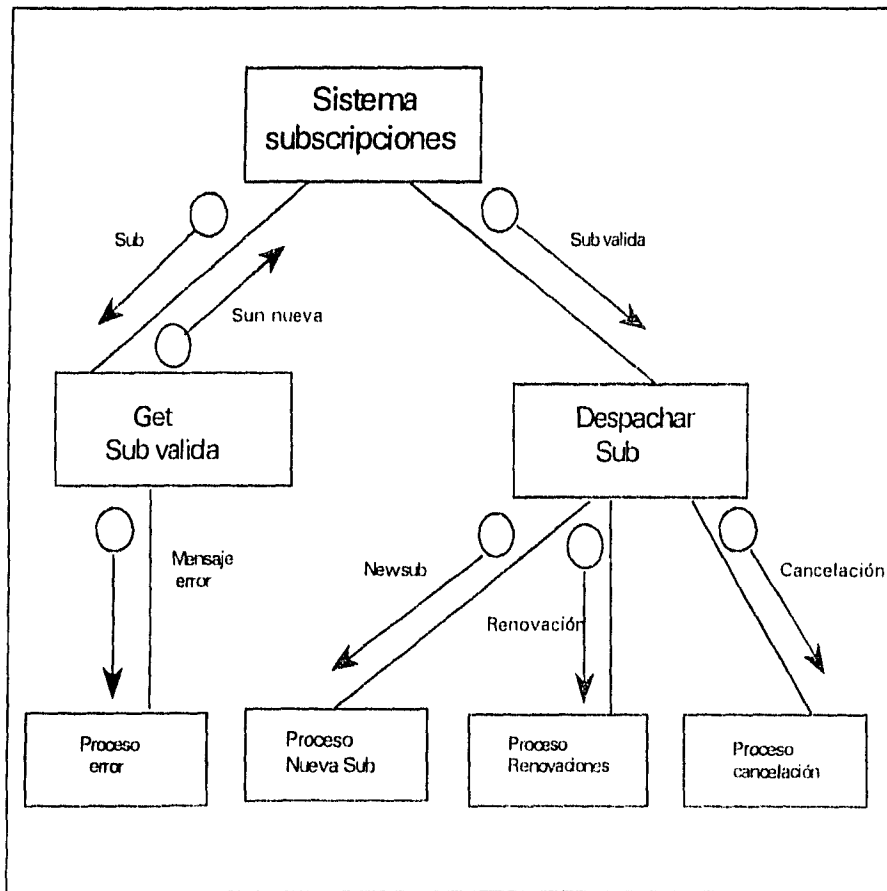 Sistema
subscripciones
Sub
Sub valida
Sun nueva
Get
Sub valida
Despachar
Sub
Mensaje
error
Newsub
Renovación
Cancelación
Proceso
error
Proceso
Nueva Sub
Proceso
Renovaciones
Proceso
cancelación